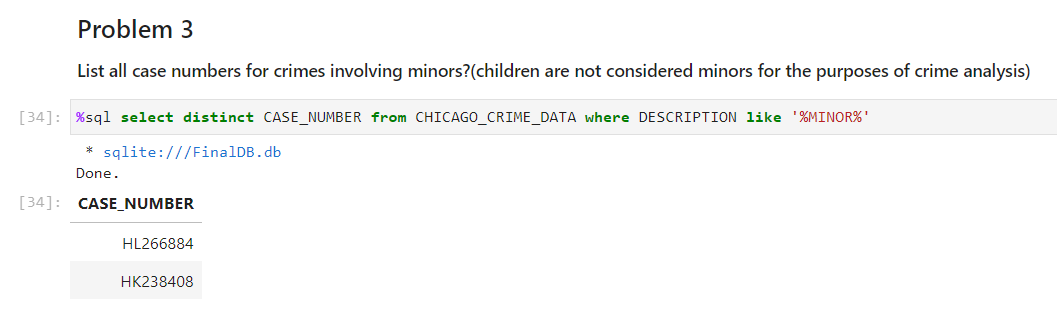 Problem 3
List all case numbers for crimes involving minors?(children are not considered minors for the purposes of crime analysis)
[34]: %sql select distinct CASE_NUMBER from CHICAGO_CRIME_DATA where DESCRIPTION like '%MINOR%'
* sqlite:///FinalDB.db
Done.
[34]: CASE_NUMBER
HL266884
HK238408